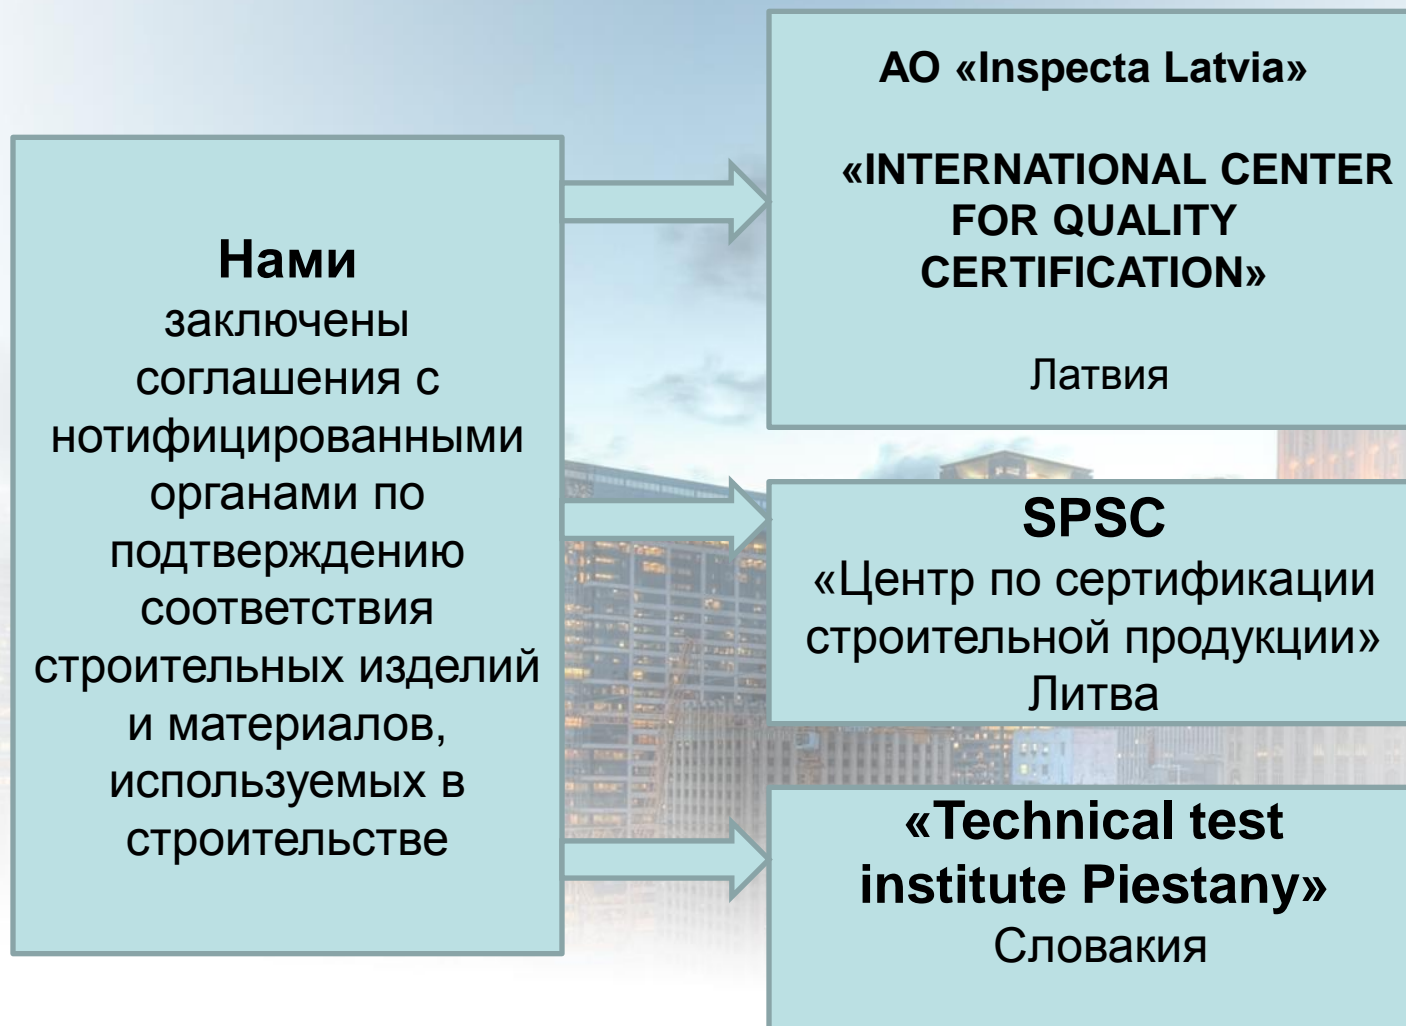 Нами
заключены
соглашения с
нотифицированными
органами по
подтверждению
соответствия
строительных изделий
и материалов,
используемых в
строительстве
АО «Inspecta Latvia»
«INTERNATIONAL CENTER
FOR QUALITY
CERTIFICATION»
Латвия
SPSC
«Центр по сертификации
строительной продукции»
Литва
«Technical test
institute Piestany»
Словакия